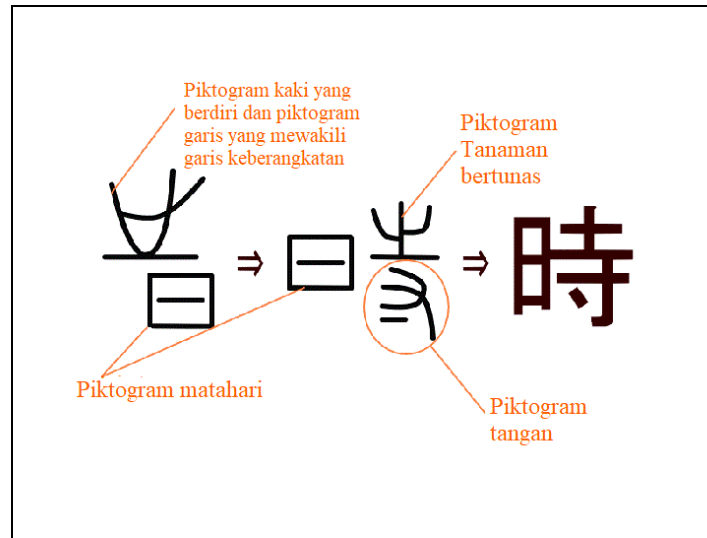 Piktogram kaki yang
berdiri dan piktogram
garis yang mewakili
garis keberangkatan
Piktogram
Tanaman
bertunas
⇒
⇒
時
Piktogram matahari
Piktogram
tangan